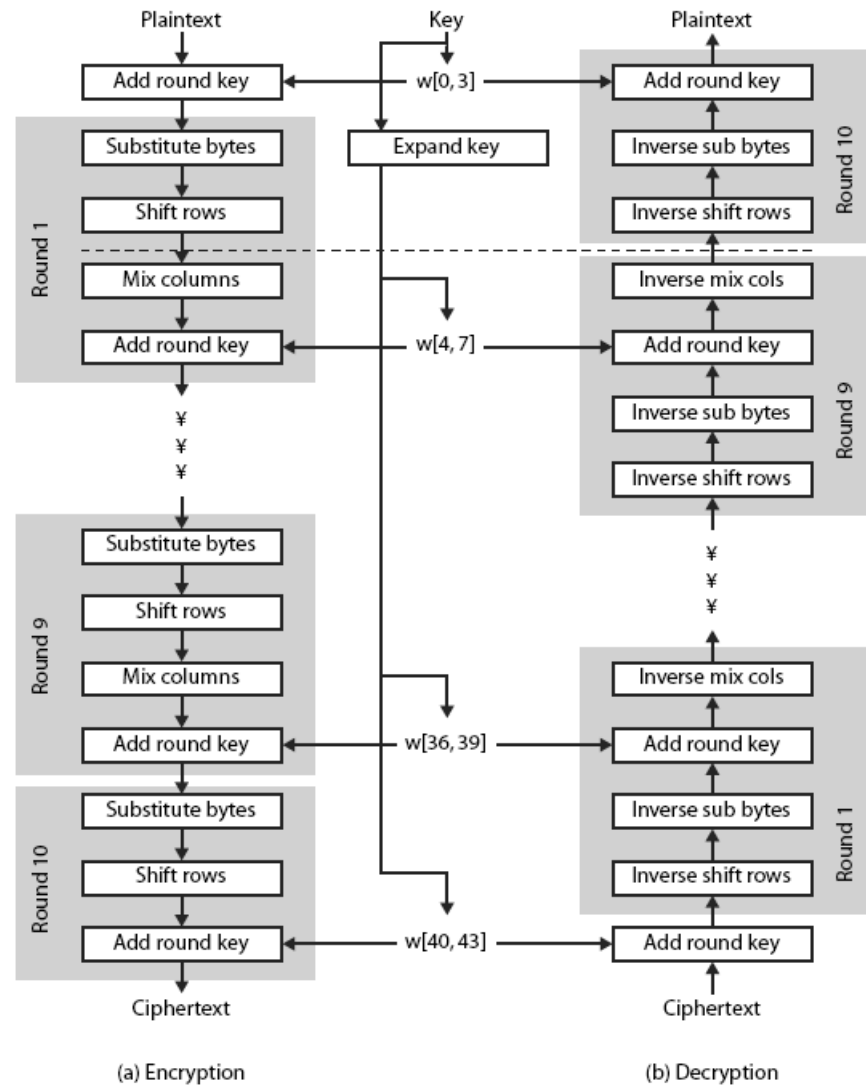 Plaintext
Add round key
Round 1
Substitute bytes
Shift rows
Mix columns
Add round key
¥
¥
¥
Round 9
Substitute bytes
Shift rows
Mix columns
Add round key
Round 10
Substitute bytes
Shift rows
Add round key
Ciphertext
(a) Encryption
Key
w[0, 3]
Expand key
w[4, 7]
w[36, 39]
w[40, 43]
Plaintext
Add round key
Inverse sub bytes
Inverse shift rows
Round 10
Inverse mix cols
Add round key
Inverse sub bytes
Inverse shift rows
Round 9
¥
¥
¥
Inverse mix cols
Add round key
Inverse sub bytes
Inverse shift rows
Round 1
Add round key
Ciphertext
(b) Decryption